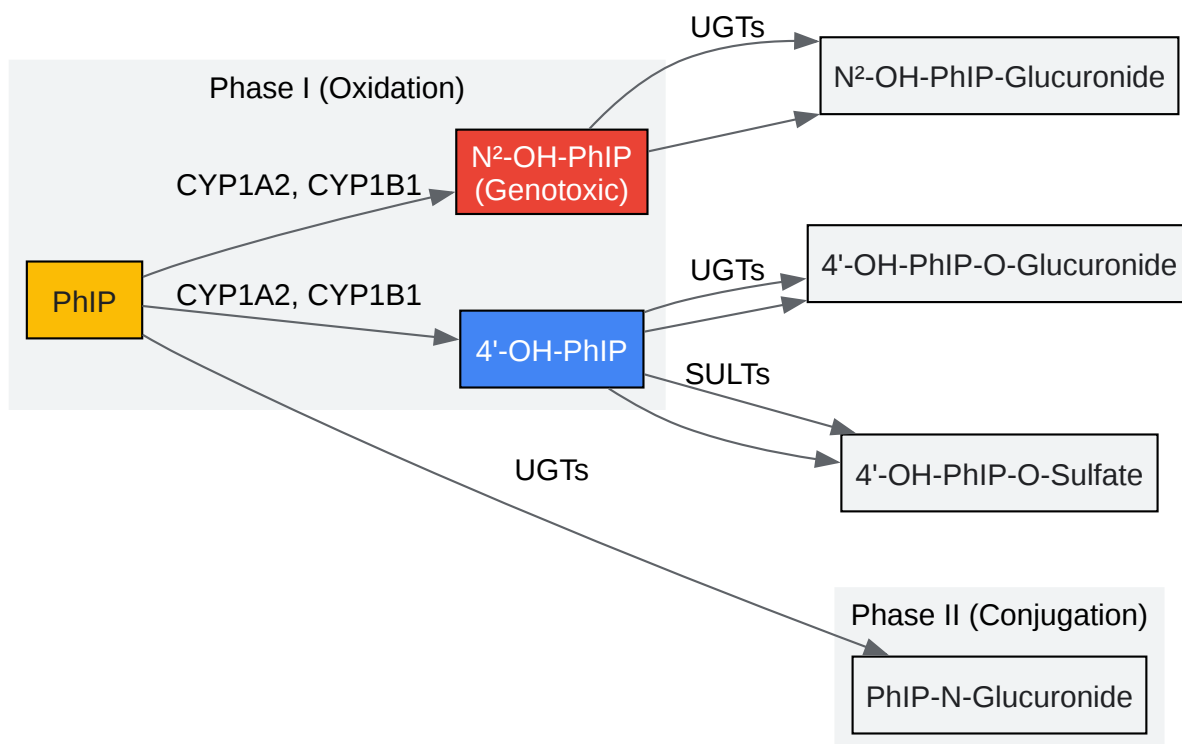 UGTs
N²-OH-PhIP-Glucuronide
Phase I (Oxidation)
N²-OH-PhIP
(Genotoxic)
CYP1A2, CYP1B1
PhIP
CYP1A2, CYP1B1
UGTs
4'-OH-PhIP-O-Glucuronide
4'-OH-PhIP
SULTs
4'-OH-PhIP-O-Sulfate
UGTs
Phase II (Conjugation)
PhIP-N-Glucuronide